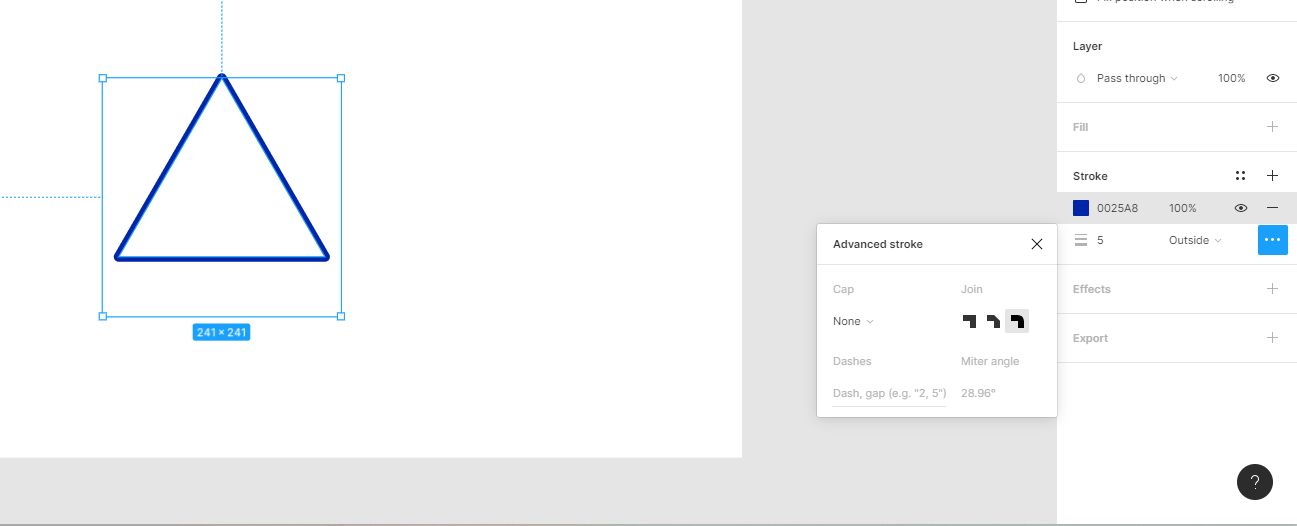 Layer
Pass through 100%
Fill
Stroke
0025A8 100%
5 Outside
Advanced stroke
Cap Join
None
Dashes Miter angle
Dash, gap (e.g. "2, 5") 28.96°
Effects
Export
241 × 241
?